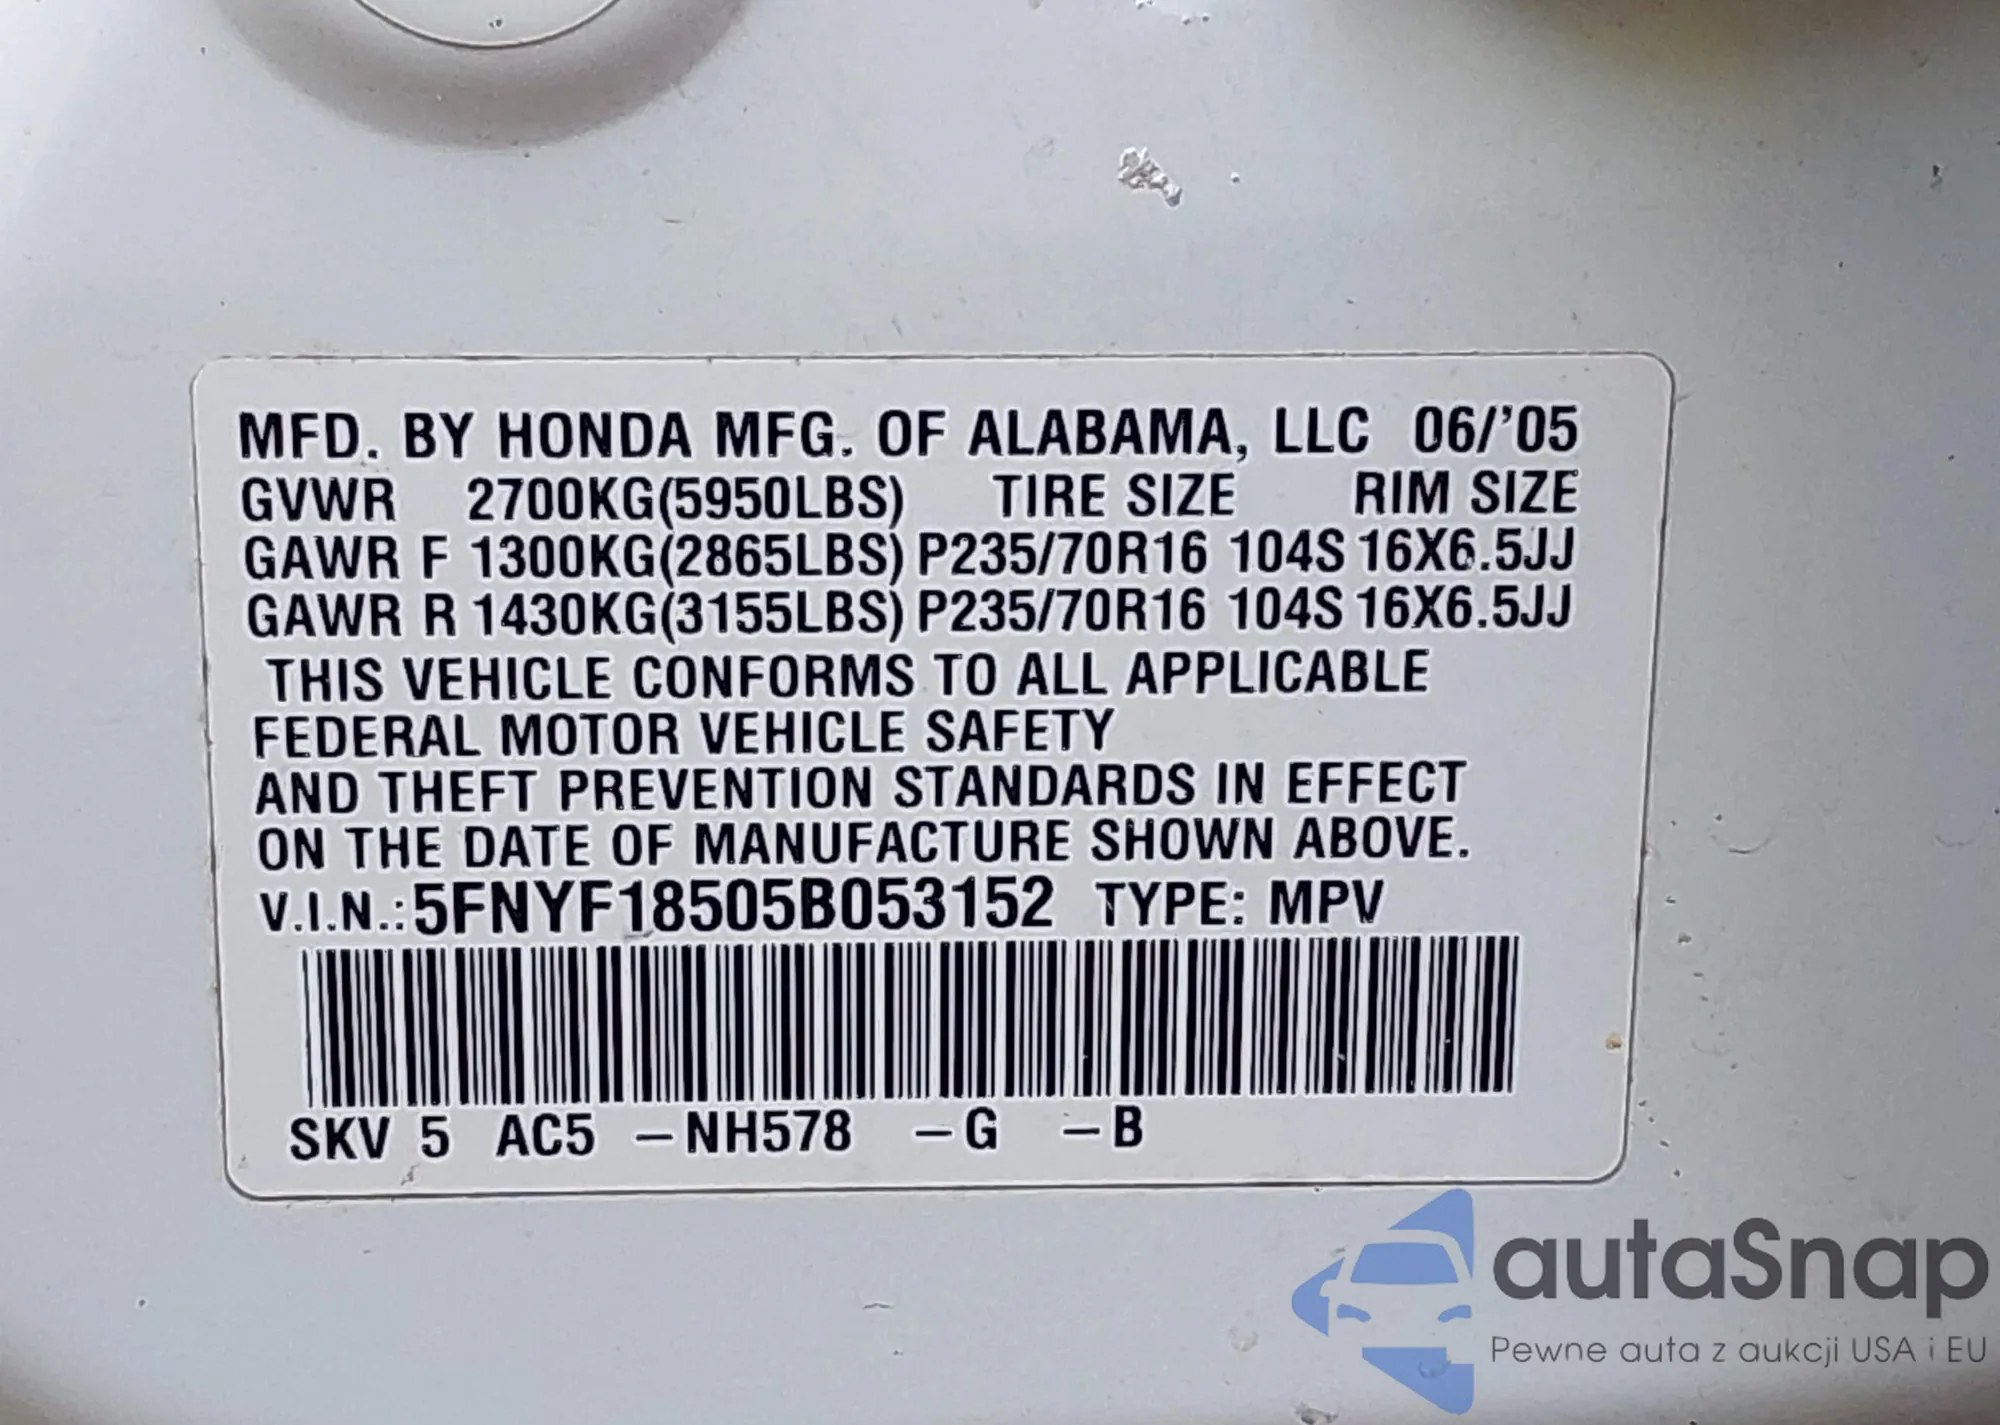 MFD. BY HONDA MFG. OF ALABAMA, LLC 06/'05
GVWR 2700KG(5950LBS) TIRE SIZE RIM SIZE
GAWR F 1300KG(2865LBS) P235/70R16 104S 16X6.5JJ
GAWR R 1430KG(3155LBS) P235/70R16 104S 16X6.5JJ
THIS VEHICLE CONFORMS TO ALL APPLICABLE
FEDERAL MOTOR VEHICLE SAFETY
AND THEFT PREVENTION STANDARDS IN EFFECT
ON THE DATE OF MANUFACTURE SHOWN ABOVE.
V.I.N.:5FNYF18505B053152 TYPE: MPV
SKV 5 AC5 –NH578 –G –B
autaSnap
Pewne auta z aukcji USA i EU